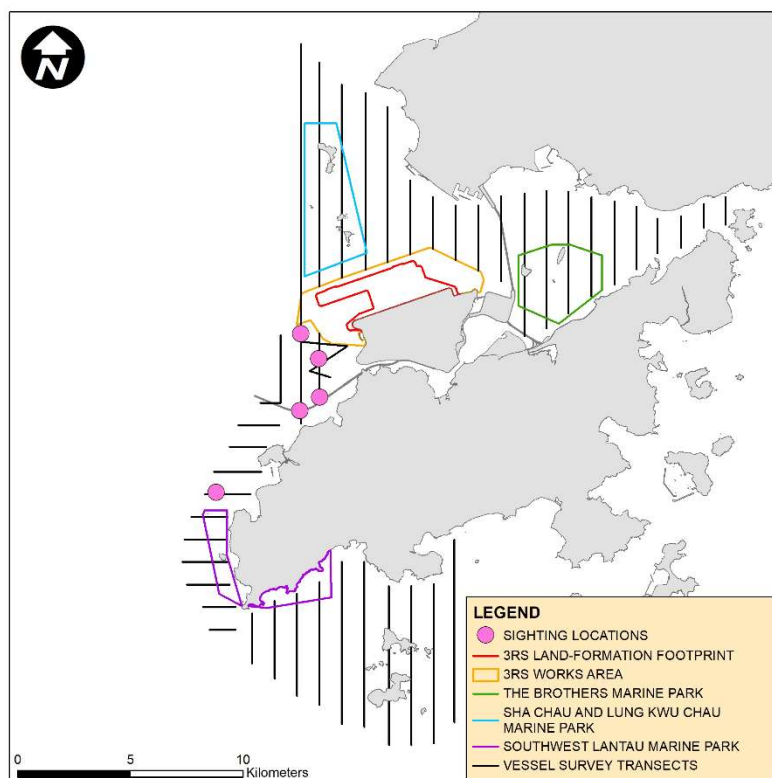 N
LEGEND
SIGHTING LOCATIONS
3RS LAND-FORMATION FOOTPRINT
3RS WORKS AREA
THE BROTHERS MARINE PARK
SHA CHAU AND LUNG KWU CHAU
MARINE PARK
SOUTHWEST LANTAU MARINE PARK
VESSEL SURVEY TRANSECTS
0 5 10
Kilometers